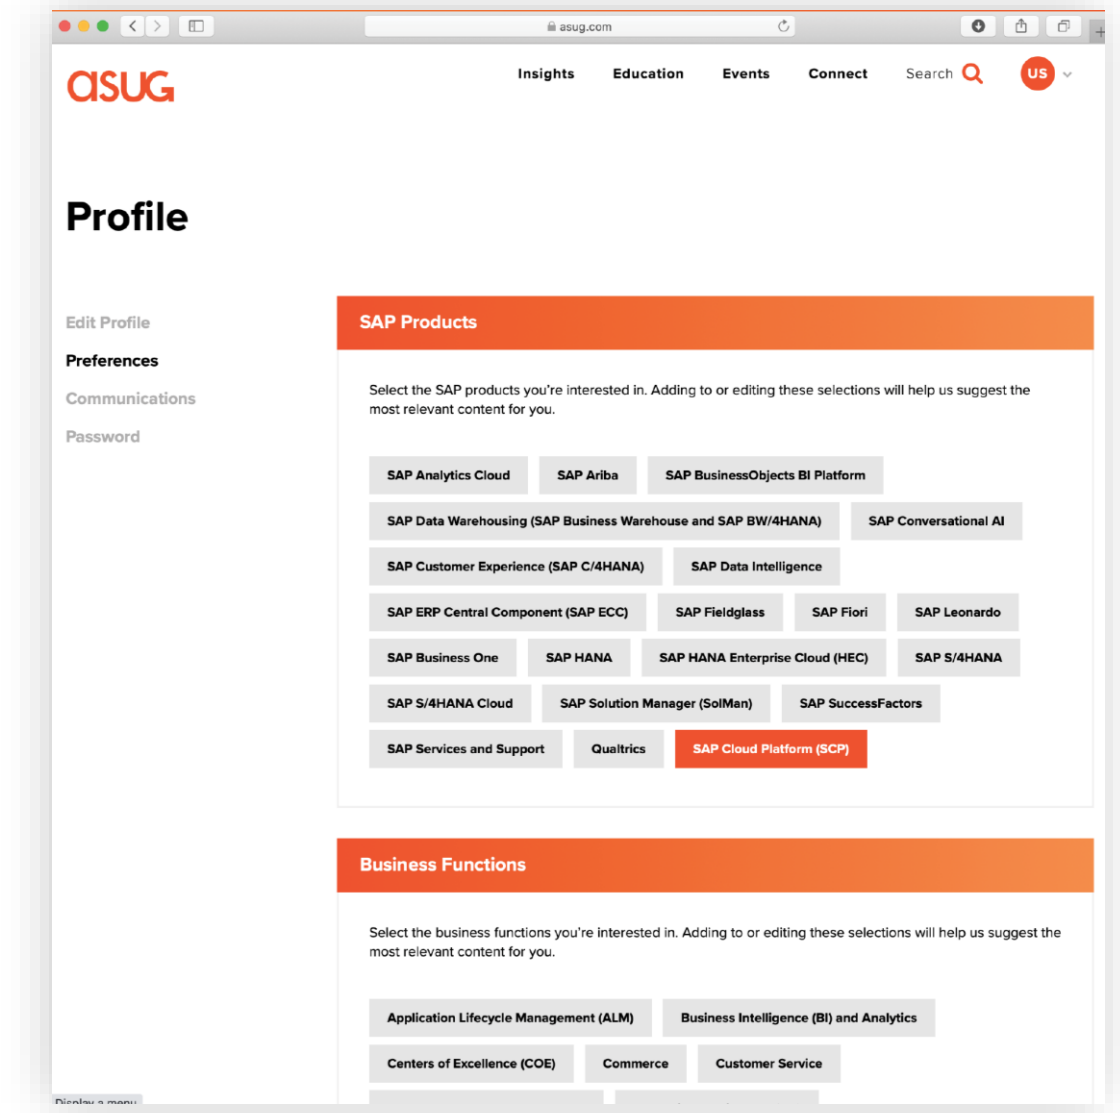 asug.com
asug
Insights Education Events Connect Search US
Profile
Edit Profile
Preferences
Communications
Password
SAP Products
Select the SAP products you're interested in. Adding to or editing these selections will help us suggest the
most relevant content for you.
SAP Analytics Cloud SAP Ariba SAP BusinessObjects BI Platform
SAP Data Warehousing (SAP Business Warehouse and SAP BW/4HANA) SAP Conversational AI
SAP Customer Experience (SAP C/4HANA) SAP Data Intelligence
SAP ERP Central Component (SAP ECC) SAP Fieldglass SAP Fiori SAP Leonardo
SAP Business One SAP HANA SAP HANA Enterprise Cloud (HEC) SAP S/4HANA
SAP S/4HANA Cloud SAP Solution Manager (SolMan) SAP SuccessFactors
SAP Services and Support Qualtrics SAP Cloud Platform (SCP)
Business Functions
Select the business functions you're interested in. Adding to or editing these selections will help us suggest the
most relevant content for you.
Application Lifecycle Management (ALM) Business Intelligence (BI) and Analytics
Centers of Excellence (COE) Commerce Customer Service
Display a menu